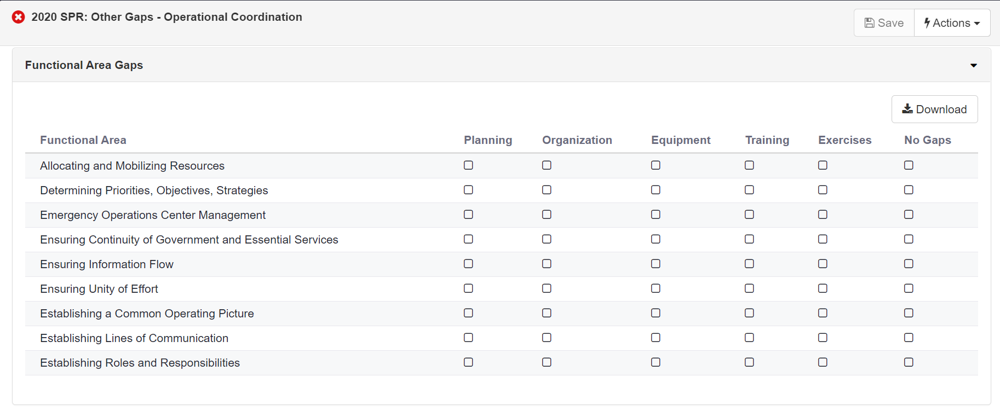 2020 SPR: Other Gaps - Operational Coordination
Save Actions
Functional Area Gaps
Download
Functional Area Planning Organization Equipment Training Exercises No Gaps
Allocating and Mobilizing Resources
Determining Priorities, Objectives, Strategies
Emergency Operations Center Management
Ensuring Continuity of Government and Essential Services
Ensuring Information Flow
Ensuring Unity of Effort
Establishing a Common Operating Picture
Establishing Lines of Communication
Establishing Roles and Responsibilities